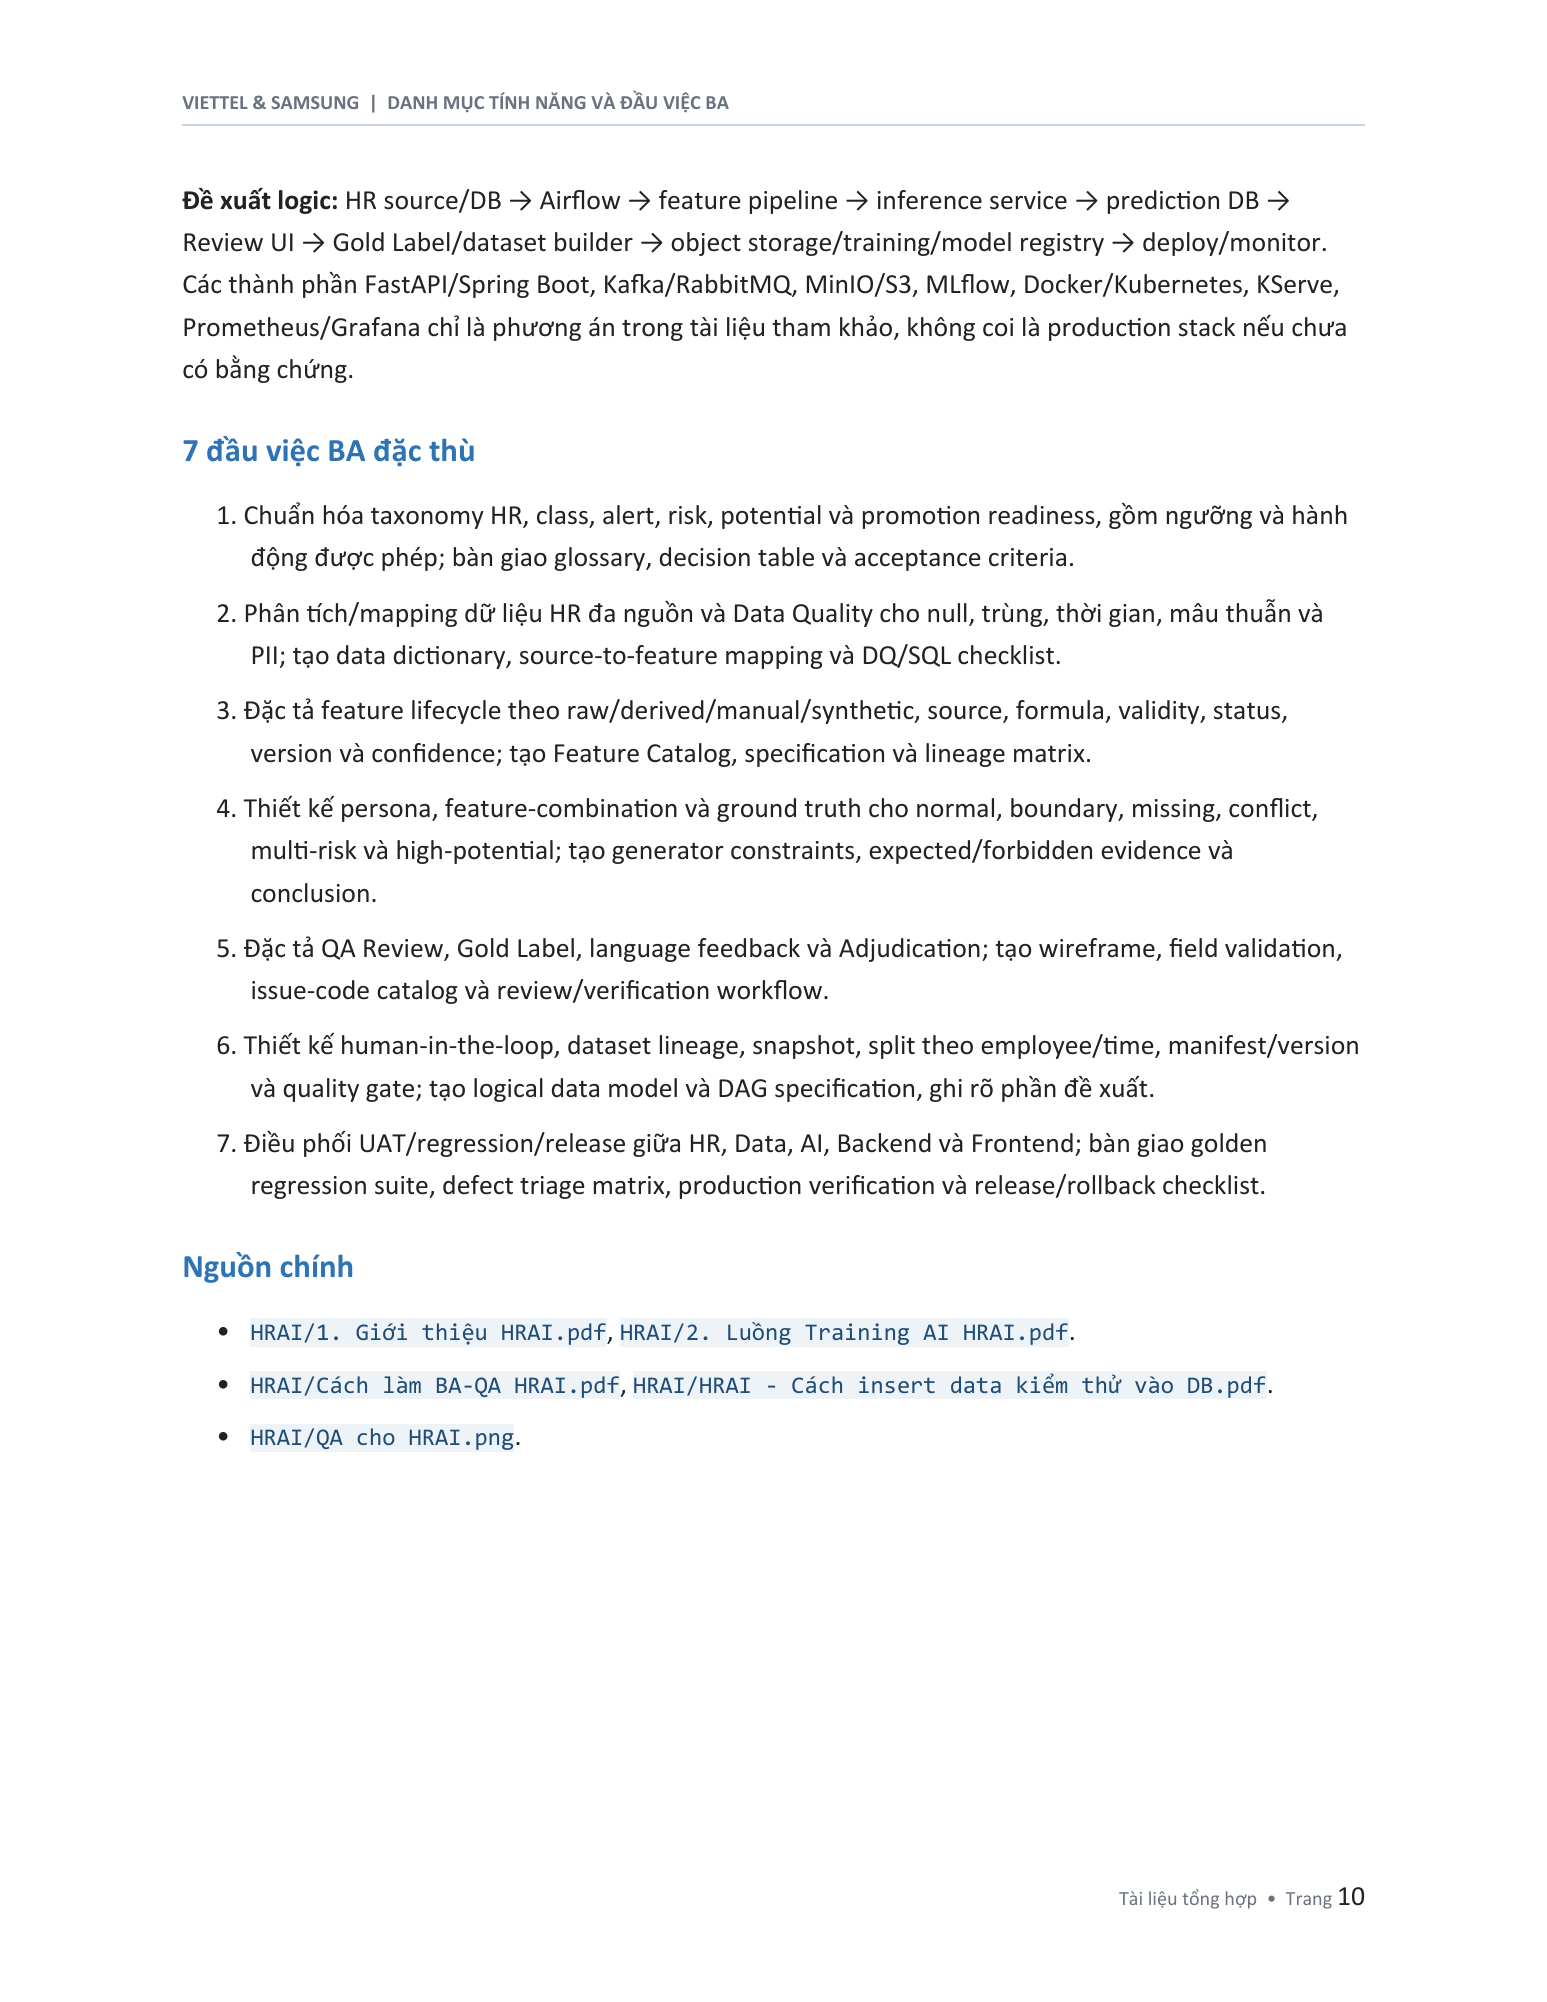 VIETTEL & SAMSUNG | DANH MỤC TÍNH NĂNG VÀ ĐẦU VIỆC BA
Đề xuất logic: HR source/DB → Airflow → feature pipeline → inference service → prediction DB →
Review UI → Gold Label/dataset builder → object storage/training/model registry → deploy/monitor.
Các thành phần FastAPI/Spring Boot, Kafka/RabbitMQ, MinIO/S3, MLflow, Docker/Kubernetes, KServe,
Prometheus/Grafana chỉ là phương án trong tài liệu tham khảo, không coi là production stack nếu chưa
có bằng chứng.
7 đầu việc BA đặc thù
1. Chuẩn hóa taxonomy HR, class, alert, risk, potential và promotion readiness, gồm ngưỡng và hành
động được phép; bàn giao glossary, decision table và acceptance criteria.
2. Phân tích/mapping dữ liệu HR đa nguồn và Data Quality cho null, trùng, thời gian, mâu thuẫn và
PII; tạo data dictionary, source-to-feature mapping và DQ/SQL checklist.
3. Đặc tả feature lifecycle theo raw/derived/manual/synthetic, source, formula, validity, status,
version và confidence; tạo Feature Catalog, specification và lineage matrix.
4. Thiết kế persona, feature-combination và ground truth cho normal, boundary, missing, conflict,
multi-risk và high-potential; tạo generator constraints, expected/forbidden evidence và
conclusion.
5. Đặc tả QA Review, Gold Label, language feedback và Adjudication; tạo wireframe, field validation,
issue-code catalog và review/verification workflow.
6. Thiết kế human-in-the-loop, dataset lineage, snapshot, split theo employee/time, manifest/version
và quality gate; tạo logical data model và DAG specification, ghi rõ phần đề xuất.
7. Điều phối UAT/regression/release giữa HR, Data, AI, Backend và Frontend; bàn giao golden
regression suite, defect triage matrix, production verification và release/rollback checklist.
Nguồn chính
• HRAI/1. Giới thiệu HRAI.pdf, HRAI/2. Luồng Training AI HRAI.pdf.
• HRAI/Cách làm BA-QA HRAI.pdf, HRAI/HRAI - Cách insert data kiểm thử vào DB.pdf.
• HRAI/QA cho HRAI.png.
Tài liệu tổng hợp • Trang 10